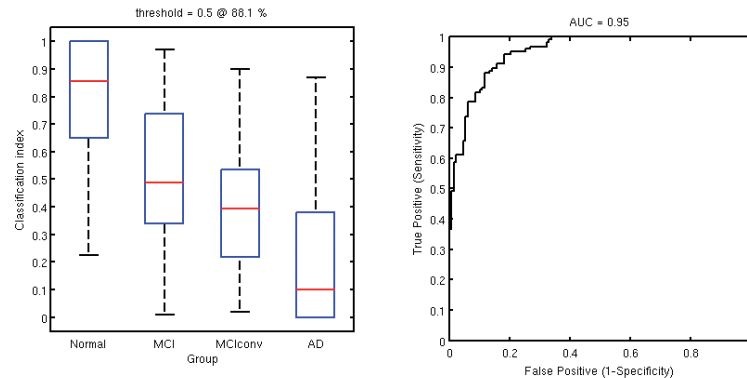 threshold = 0.5 @ 88.1 %
1
0.9
0.8
0.7
0.6
0.5
0.4
0.3
0.2
0.1
0
Classification index
Normal MCI MCIconv AD
Group
AUC = 0.95
1
0.9
0.8
0.7
0.6
0.5
0.4
0.3
0.2
0.1
0
True Positive (Sensitivity)
0 0.2 0.4 0.6 0.8
False Positive (1-Specificity)